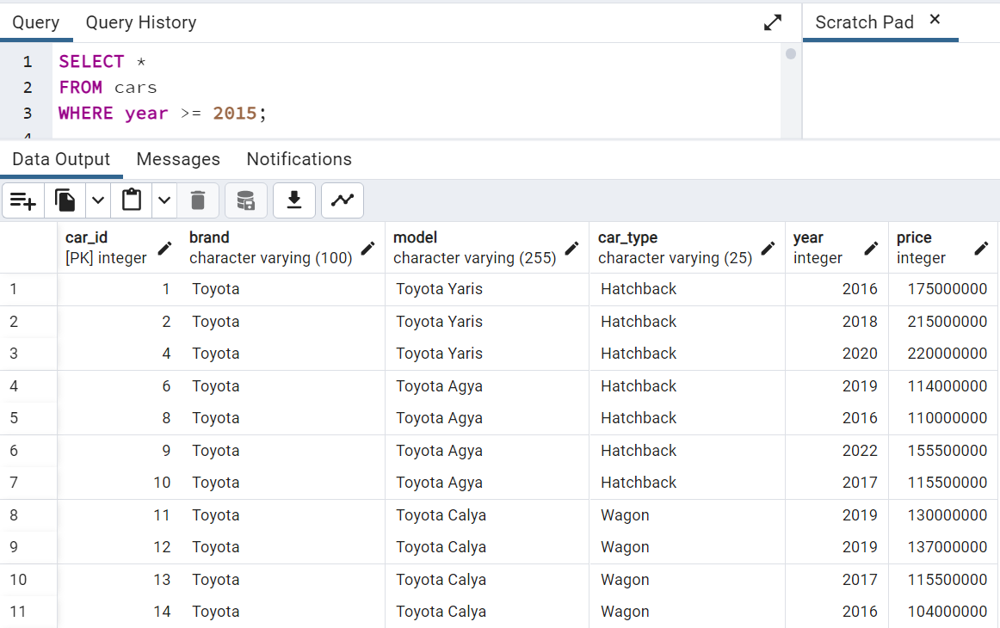 Query Query History Scratch Pad ×
1 SELECT *
2 FROM cars
3 WHERE year >= 2015;
4
Data Output Messages Notifications
car_id brand model car_type year price
[PK] integer character varying (100) character varying (255) character varying (25) integer integer
1 1 Toyota Toyota Yaris Hatchback 2016 175000000
2 2 Toyota Toyota Yaris Hatchback 2018 215000000
3 4 Toyota Toyota Yaris Hatchback 2020 220000000
4 6 Toyota Toyota Agya Hatchback 2019 114000000
5 8 Toyota Toyota Agya Hatchback 2016 110000000
6 9 Toyota Toyota Agya Hatchback 2022 155500000
7 10 Toyota Toyota Agya Hatchback 2017 115500000
8 11 Toyota Toyota Calya Wagon 2019 130000000
9 12 Toyota Toyota Calya Wagon 2019 137000000
10 13 Toyota Toyota Calya Wagon 2017 115500000
11 14 Toyota Toyota Calya Wagon 2016 104000000